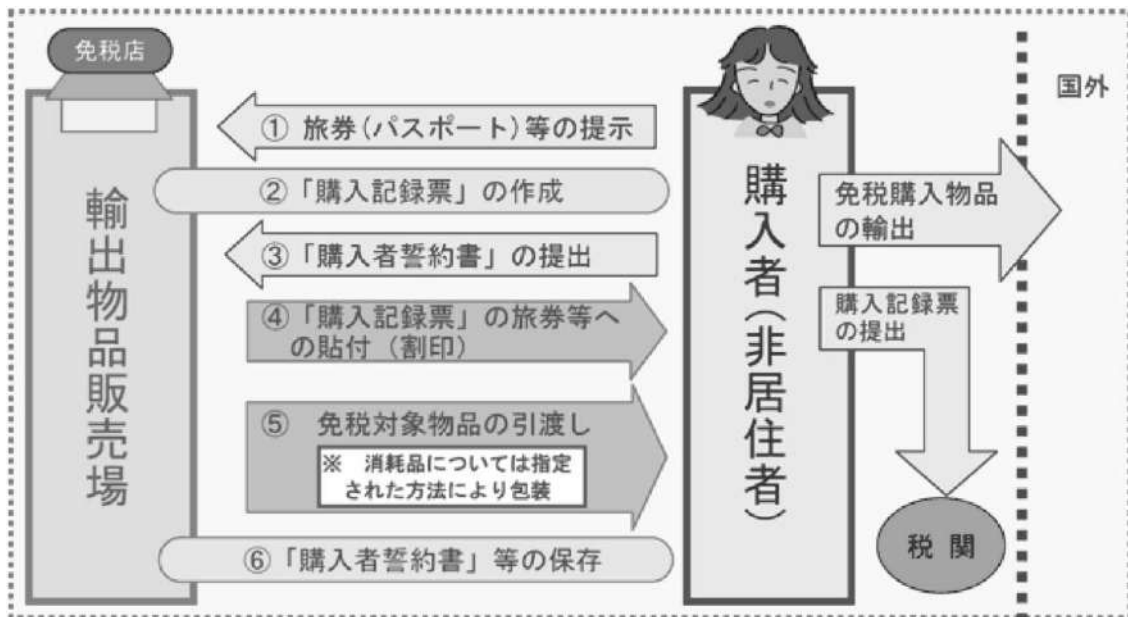 免税店
輸出物品販売場
① 旅券(パスポート)等の提示
②「購入記録票」の作成
③「購入者誓約書」の提出
④「購入記録票」の旅券等へ
の貼付(割印)
⑤ 免税対象物品の引渡し
※ 消耗品については指定
された方法により包装
⑥「購入者誓約書」等の保存
購入者(非居住者)
免税購入物品
の輸出
購入記録票
の提出
税関
国外